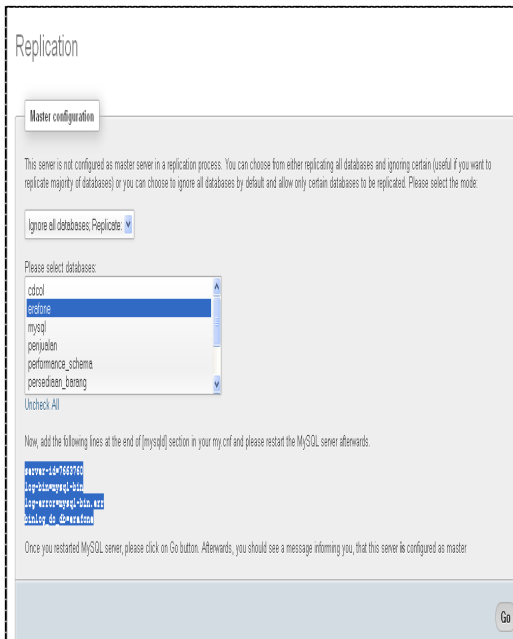 Replication
Master configuration
This server is not configured as master server in a replication process. You can choose from either replicating all databases and ignoring certain (useful if you want to
replicate majority of databases) or you can choose to ignore all databases by default and allow only certain databases to be replicated. Please select the mode:
Ignore all databases; Replicate:
Please select databases:
cdcol
erafone
mysql
penjualan
performance_schema
persediaan_barang
Uncheck All
Now, add the following lines at the end of [mysqld] section in your my.cnf and please restart the MySQL server afterwards.
server-id=7663760
log-bin=mysql-bin
log-error=mysql-bin.err
binlog_do_db=erafone
Once you restarted MySQL server, please click on Go button. Afterwards, you should see a message informing you, that this server is configured as master
Go